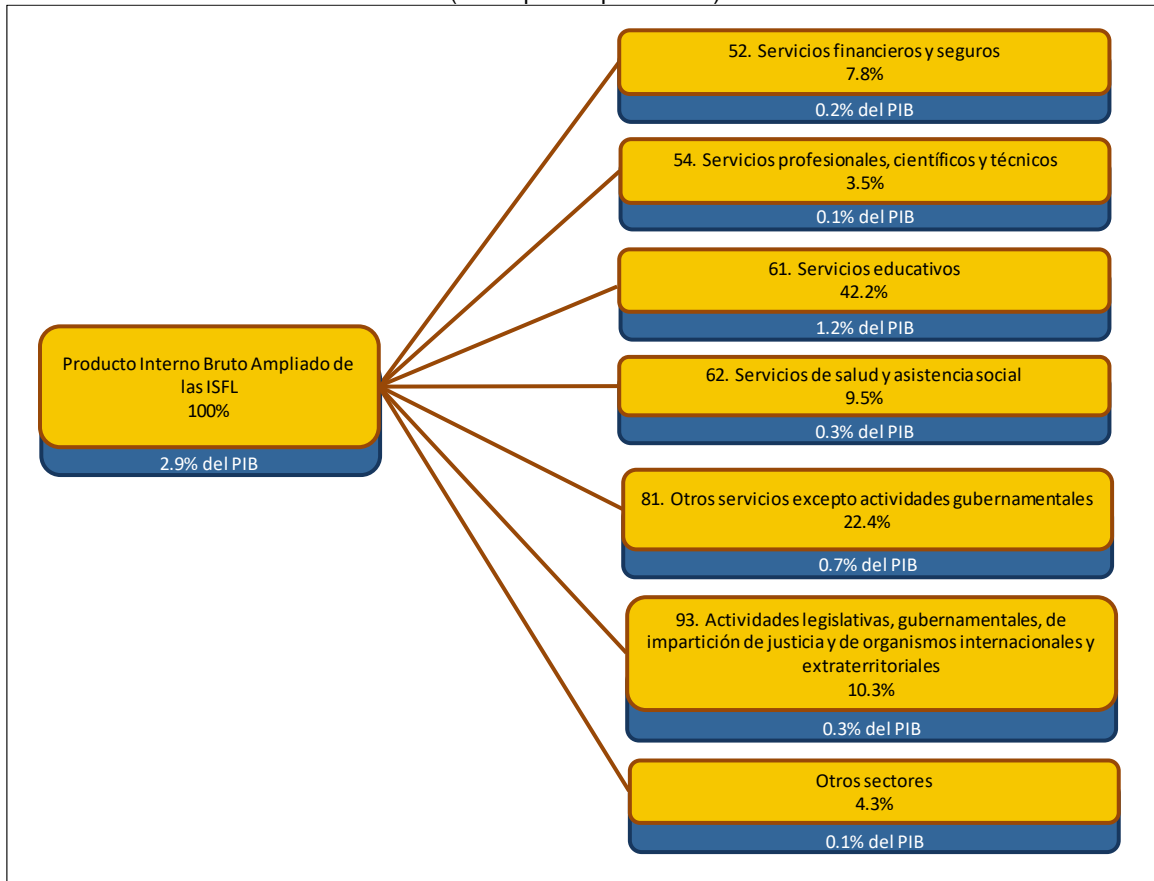 52. Servicios financieros y seguros
7.8%
0.2% del PIB
54. Servicios profesionales, científicos y técnicos
3.5%
0.1% del PIB
61. Servicios educativos
42.2%
1.2% del PIB
Producto Interno Bruto Ampliado de
las ISFL
100%
2.9% del PIB
62. Servicios de salud y asistencia social
9.5%
0.3% del PIB
81. Otros servicios excepto actividades gubernamentales
22.4%
0.7% del PIB
93. Actividades legislativas, gubernamentales, de
impartición de justicia y de organismos internacionales y
extraterritoriales
10.3%
0.3% del PIB
Otros sectores
4.3%
0.1% del PIB